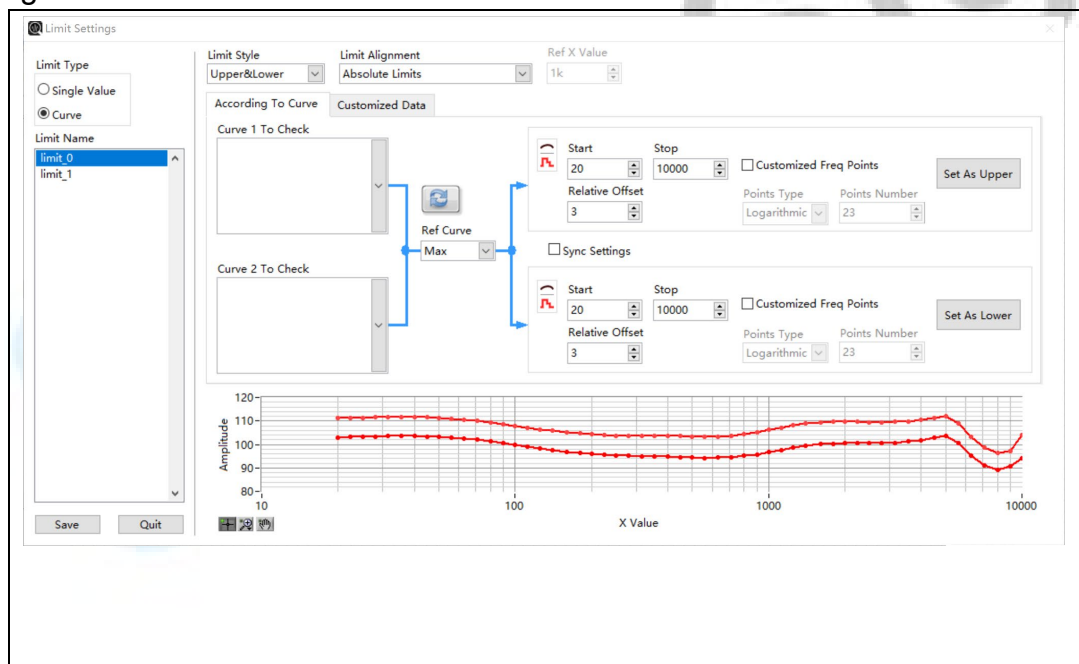 Limit Settings
Limit Type
Single Value
Curve
Limit Name
limit_0
limit_1
Save
Quit
Limit Style
Limit Alignment
Ref X Value
Upper&Lower
Absolute Limits
1k
According To Curve
Customized Data
Curve 1 To Check
Ref Curve
Max
Curve 2 To Check
Start
Stop
20
10000
Customized Freq Points
Set As Upper
Relative Offset
Points Type
Points Number
3
Logarithmic
23
Sync Settings
Start
Stop
20
10000
Customized Freq Points
Set As Lower
Relative Offset
Points Type
Points Number
3
Logarithmic
23
Amplitude
120
110
100
90
80
10
100
1000
10000
X Value